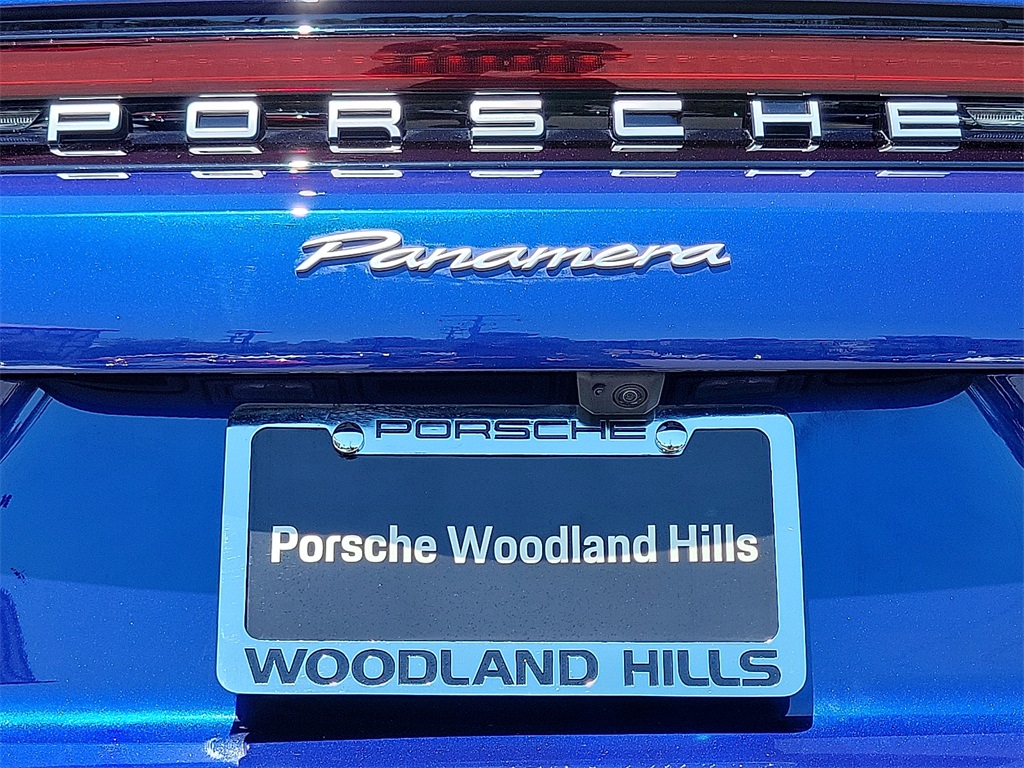 PORSCHE
Panamera
PORSCHE
Porsche Woodland Hills
WOODLAND HILLS